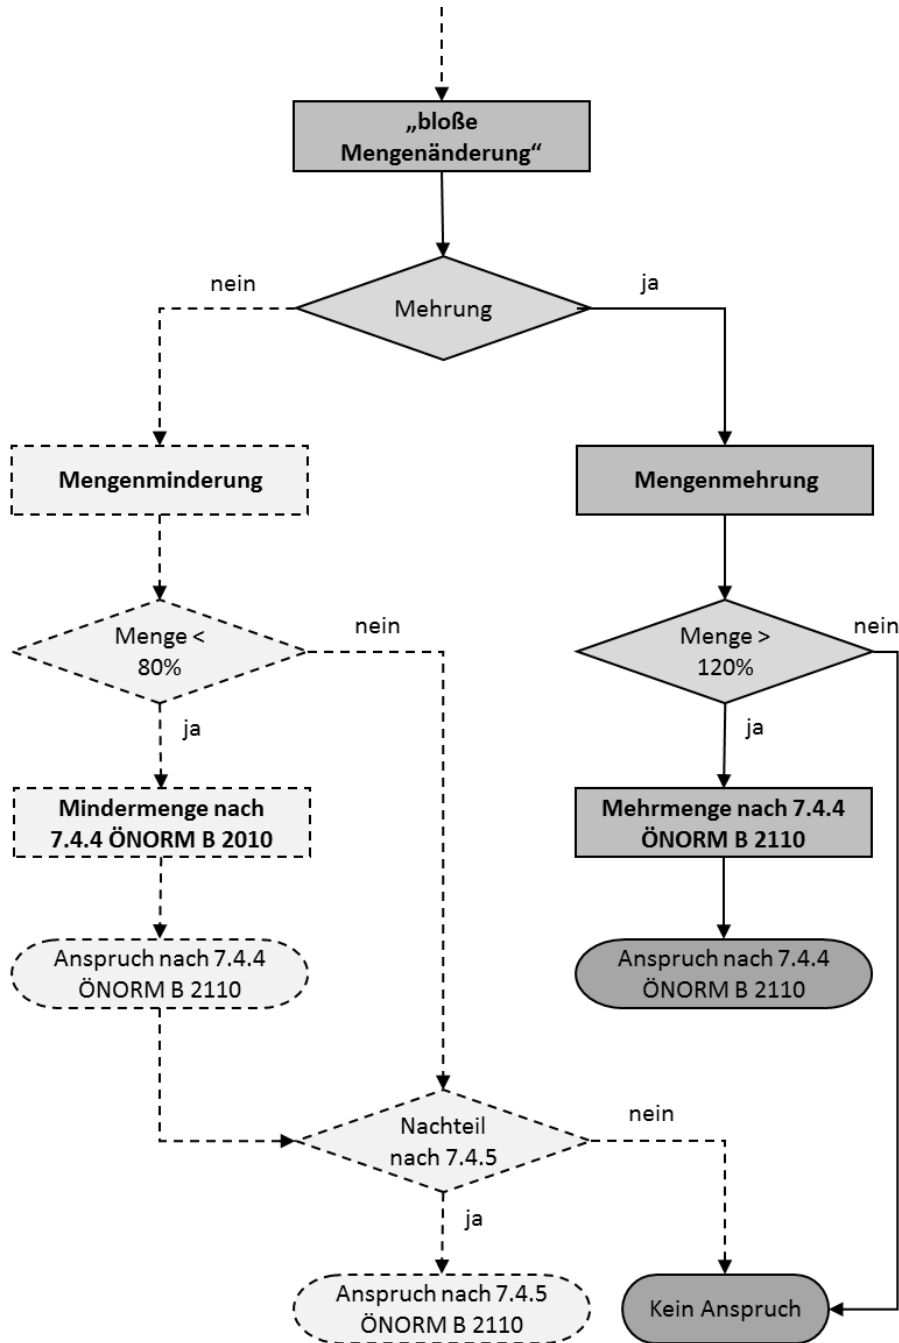 „bloße
Mengenänderung“
nein
ja
Mehrung
Mengenminderung
Mengenmehrung
Menge <
80%
nein
Menge >
120%
nein
ja
ja
Mindermenge nach
7.4.4 ÖNORM B 2010
Mehrmenge nach 7.4.4
ÖNORM B 2110
Anspruch nach 7.4.4
ÖNORM B 2110
Anspruch nach 7.4.4
ÖNORM B 2110
Nachteil
nach 7.4.5
nein
ja
Anspruch nach 7.4.5
ÖNORM B 2110
Kein Anspruch